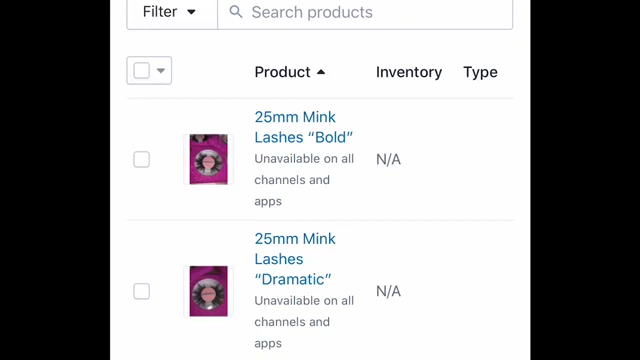 Filter
Search products
Product Inventory Type
25mm Mink
Lashes “Bold”
Unavailable on all
channels and
apps
N/A
25mm Mink
Lashes
“Dramatic”
Unavailable on all
channels and
apps
N/A